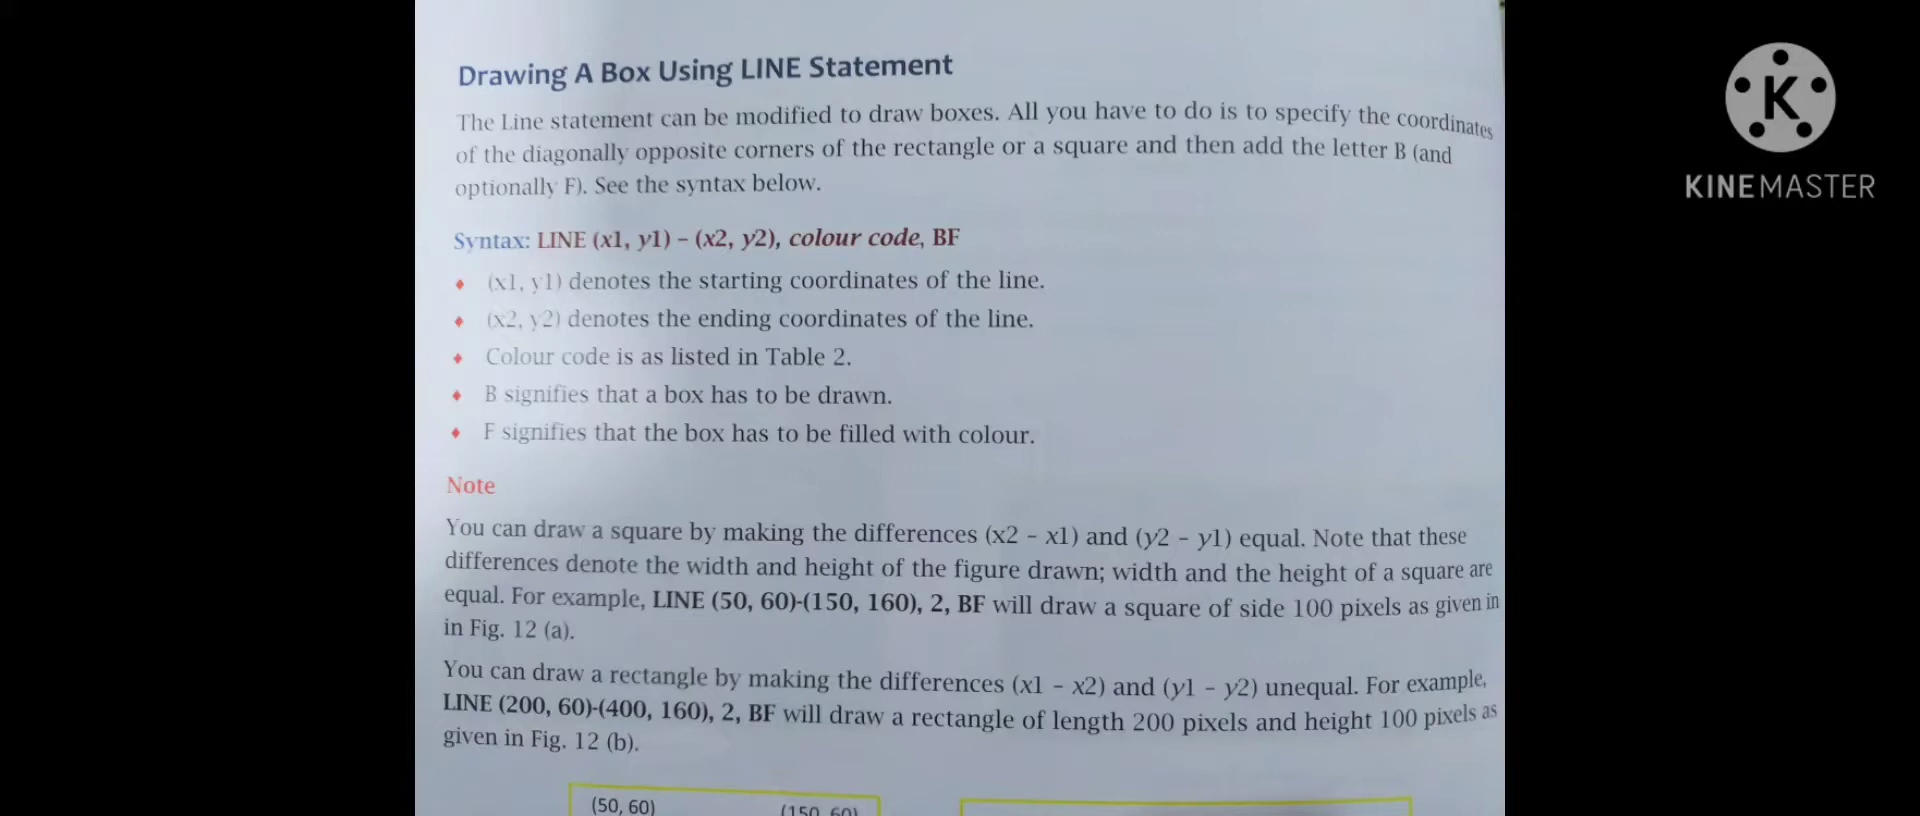 Drawing A Box Using LINE Statement
The Line statement can be modified to draw boxes. All you have to do is to specify the coordinates
of the diagonally opposite corners of the rectangle or a square and then add the letter B (and
optionally F). See the syntax below.
Syntax: LINE (x1, y1) – (x2, y2), colour code, BF
♦ (x1, y1) denotes the starting coordinates of the line.
♦ (x2, y2) denotes the ending coordinates of the line.
♦ Colour code is as listed in Table 2.
♦ B signifies that a box has to be drawn.
♦ F signifies that the box has to be filled with colour.
Note
You can draw a square by making the differences (x2 – x1) and (y2 – y1) equal. Note that these
differences denote the width and height of the figure drawn; width and the height of a square are
equal. For example, LINE (50, 60)-(150, 160), 2, BF will draw a square of side 100 pixels as given in
in Fig. 12 (a).
You can draw a rectangle by making the differences (x1 – x2) and (y1 – y2) unequal. For example,
LINE (200, 60)-(400, 160), 2, BF will draw a rectangle of length 200 pixels and height 100 pixels as
given in Fig. 12 (b).
(50, 60) (150, 60)
K
KINEMASTER